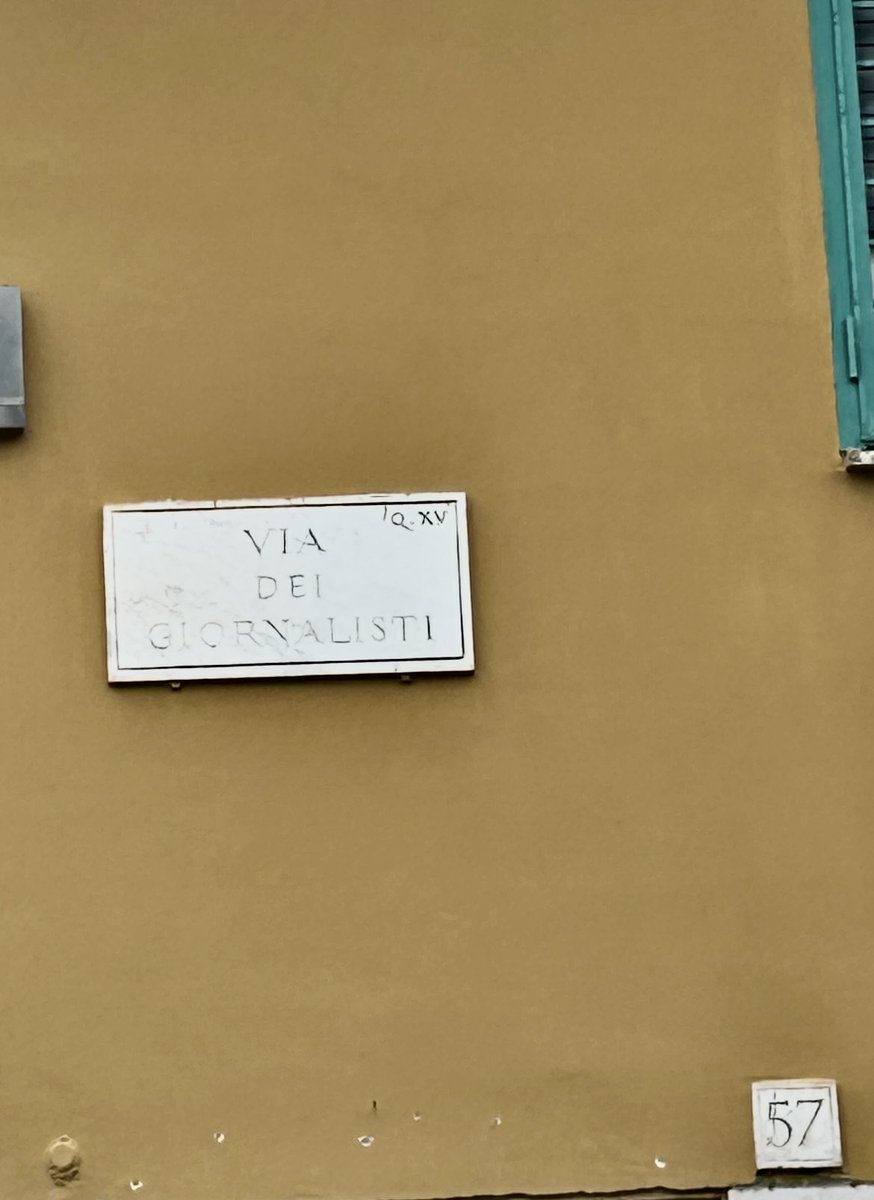 Q. XV
VIA
DEI
GIORNALISTI
57